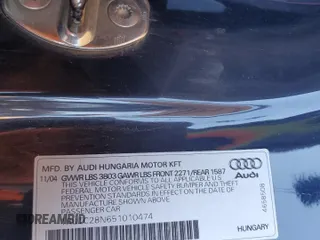 MFD. BY AUDI HUNGARIA MOTOR KFT
11/04 GVWR LBS 3803 GAWR LBS FRONT 2271/REAR 1587
THIS VEHICLE CONFORMS TO ALL APPLICABLE U.S.
FEDERAL MOTOR VEHICLE SAFETY BUMPER AND THEFT
PREVENTION STANDARDS IN EFFECT ON THE DATE OF
MANUFACTURE SHOWN ABOVE.
PASSENGER CAR
C28N651010474
Audi
HUNGARY